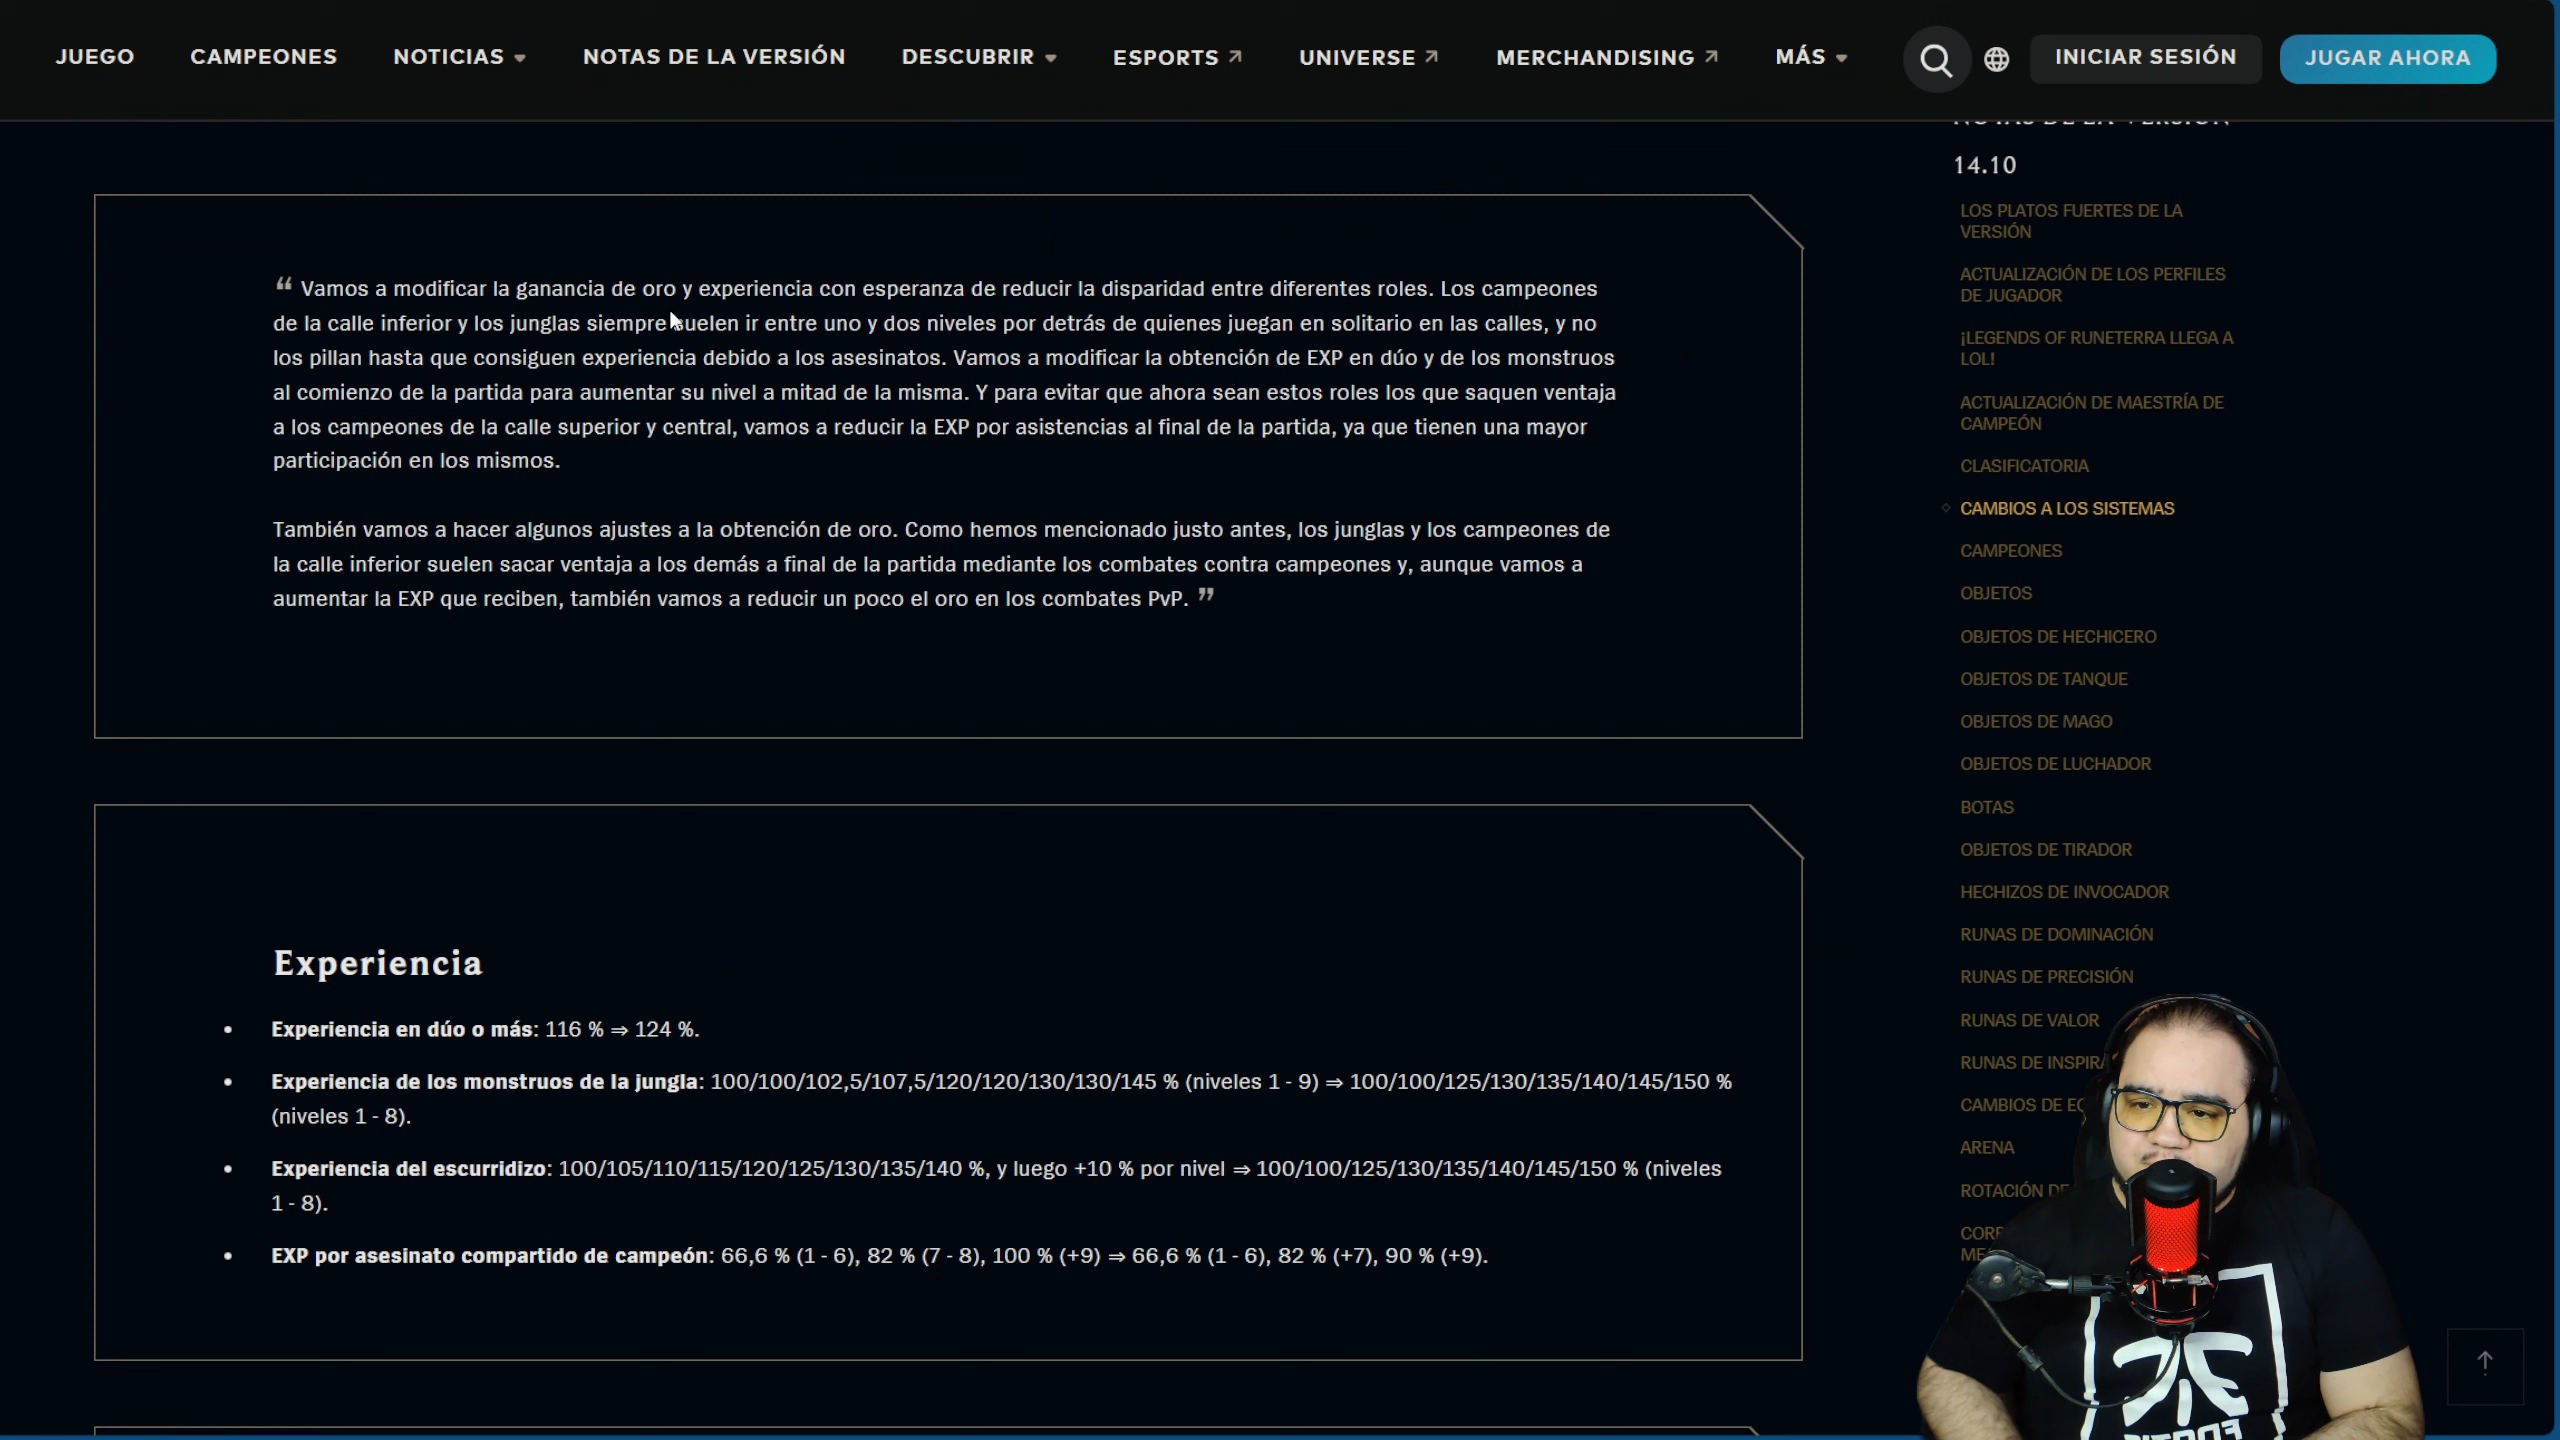 JUEGO CAMPEONES NOTICIAS NOTAS DE LA VERSIÓN DESCUBRIR ESPORTS UNIVERSE MERCHANDISING MÁS INICIAR SESIÓN JUGAR AHORA
“ Vamos a modificar la ganancia de oro y experiencia con esperanza de reducir la disparidad entre diferentes roles. Los campeones
de la calle inferior y los junglas siempre suelen ir entre uno y dos niveles por detrás de quienes juegan en solitario en las calles, y no
los pillan hasta que consiguen experiencia debido a los asesinatos. Vamos a modificar la obtención de EXP en dúo y de los monstruos
al comienzo de la partida para aumentar su nivel a mitad de la misma. Y para evitar que ahora sean estos roles los que saquen ventaja
a los campeones de la calle superior y central, vamos a reducir la EXP por asistencias al final de la partida, ya que tienen una mayor
participación en los mismos.
También vamos a hacer algunos ajustes a la obtención de oro. Como hemos mencionado justo antes, los junglas y los campeones de
la calle inferior suelen sacar ventaja a los demás a final de la partida mediante los combates contra campeones y, aunque vamos a
aumentar la EXP que reciben, también vamos a reducir un poco el oro en los combates PvP. ”
Experiencia
• Experiencia en dúo o más: 116 % ⇒ 124 %.
• Experiencia de los monstruos de la jungla: 100/100/102,5/107,5/120/120/130/130/145 % (niveles 1 - 9) ⇒ 100/100/125/130/135/140/145/150 %
(niveles 1 - 8).
• Experiencia del escurridizo: 100/105/110/115/120/125/130/135/140 %, y luego +10 % por nivel ⇒ 100/100/125/130/135/140/145/150 % (niveles
1 - 8).
• EXP por asesinato compartido de campeón: 66,6 % (1 - 6), 82 % (7 - 8), 100 % (+9) ⇒ 66,6 % (1 - 6), 82 % (+7), 90 % (+9).
NOTAS DE LA VERSIÓN
14.10
LOS PLATOS FUERTES DE LA
VERSIÓN
ACTUALIZACIÓN DE LOS PERFILES
DE JUGADOR
¡LEGENDS OF RUNETERRA LLEGA A
LOL!
ACTUALIZACIÓN DE MAESTRÍA DE
CAMPEÓN
CLASIFICATORIA
CAMBIOS A LOS SISTEMAS
CAMPEONES
OBJETOS
OBJETOS DE HECHICERO
OBJETOS DE TANQUE
OBJETOS DE MAGO
OBJETOS DE LUCHADOR
BOTAS
OBJETOS DE TIRADOR
HECHIZOS DE INVOCADOR
RUNAS DE DOMINACIÓN
RUNAS DE PRECISIÓN
RUNAS DE VALOR
RUNAS DE INSPIRA
CAMBIOS DE
ARENA
ROTACIÓN DE